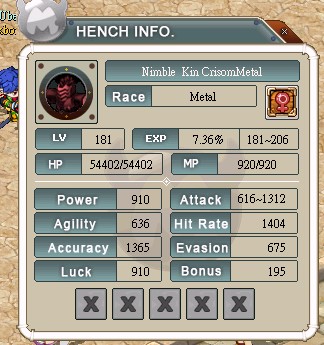 HENCH INFO.
Nimble Kin CrisomMetal
Race Metal
LV 181 EXP 7.36% 181~206
HP 54402/54402 MP 920/920
Power 910 Attack 616~1312
Agility 636 Hit Rate 1404
Accuracy 1365 Evasion 675
Luck 910 Bonus 195
X X X X X